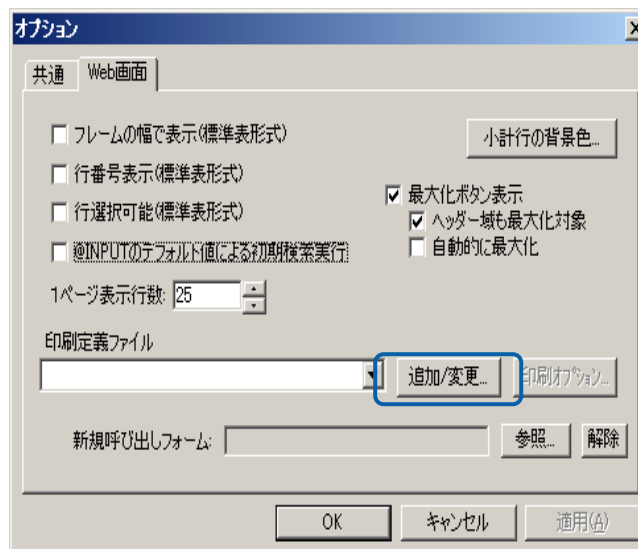 オプション
共通 Web画面
フレームの幅で表示(標準表形式)
小計行の背景色...
行番号表示(標準表形式)
最大化ボタン表示
行選択可能(標準表形式)
ヘッダー域も最大化対象
@INPUTのデフォルト値による初期検索実行
自動的に最大化
1ページ表示行数: 25
印刷定義ファイル
追加/変更... 印刷オプション...
新規呼び出しフォーム: 参照... 解除
OK キャンセル 適用(A)